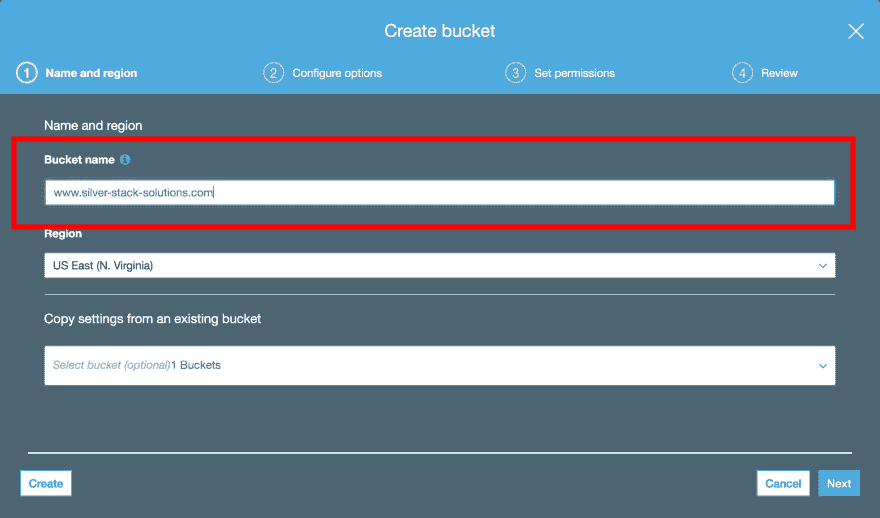 Create bucket
1 Name and region 2 Configure options 3 Set permissions 4 Review
Name and region
Bucket name
www.silver-stack-solutions.com
Region
US East (N. Virginia)
Copy settings from an existing bucket
Select bucket (optional)1 Buckets
Create Cancel Next